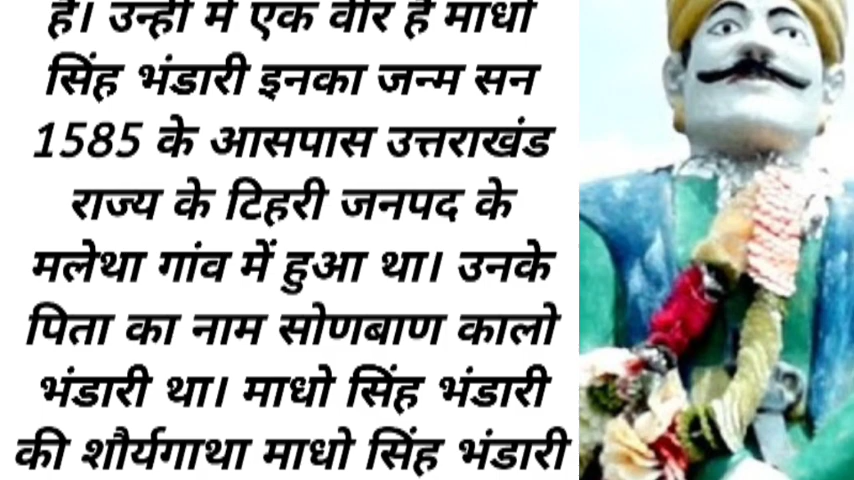 है। उन्हीं में एक वीर है माधो
सिंह भंडारी इनका जन्म सन
1585 के आसपास उत्तराखंड
राज्य के टिहरी जनपद के
मलेथा गांव में हुआ था। उनके
पिता का नाम सोणबाण कालो
भंडारी था। माधो सिंह भंडारी
की शौर्यगाथा माधो सिंह भंडारी